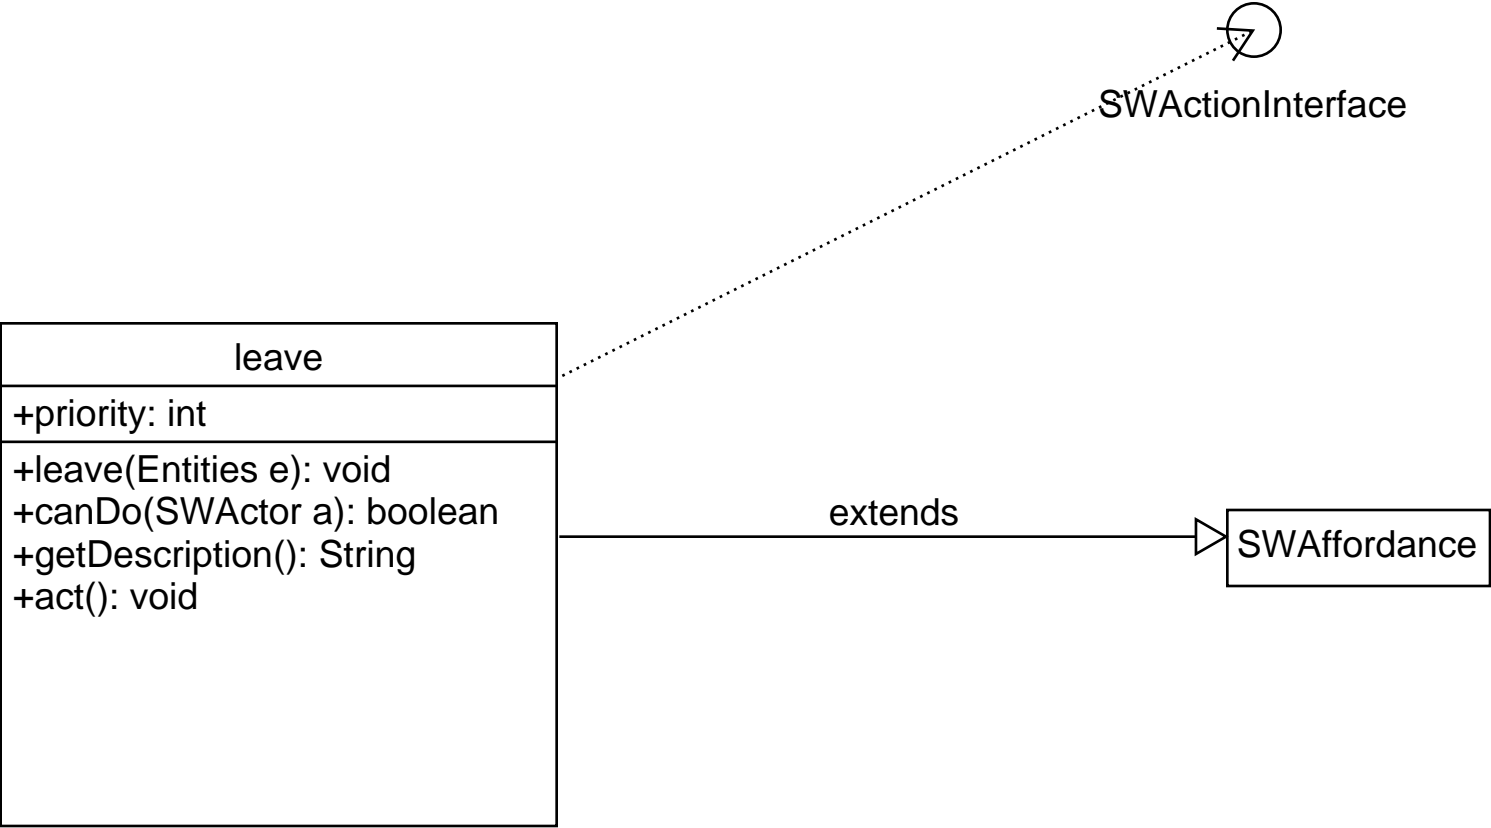 SWActionInterface
leave
+priority: int
+leave(Entities e): void
+canDo(SWActor a): boolean
+getDescription(): String
+act(): void
extends
SWAffordance